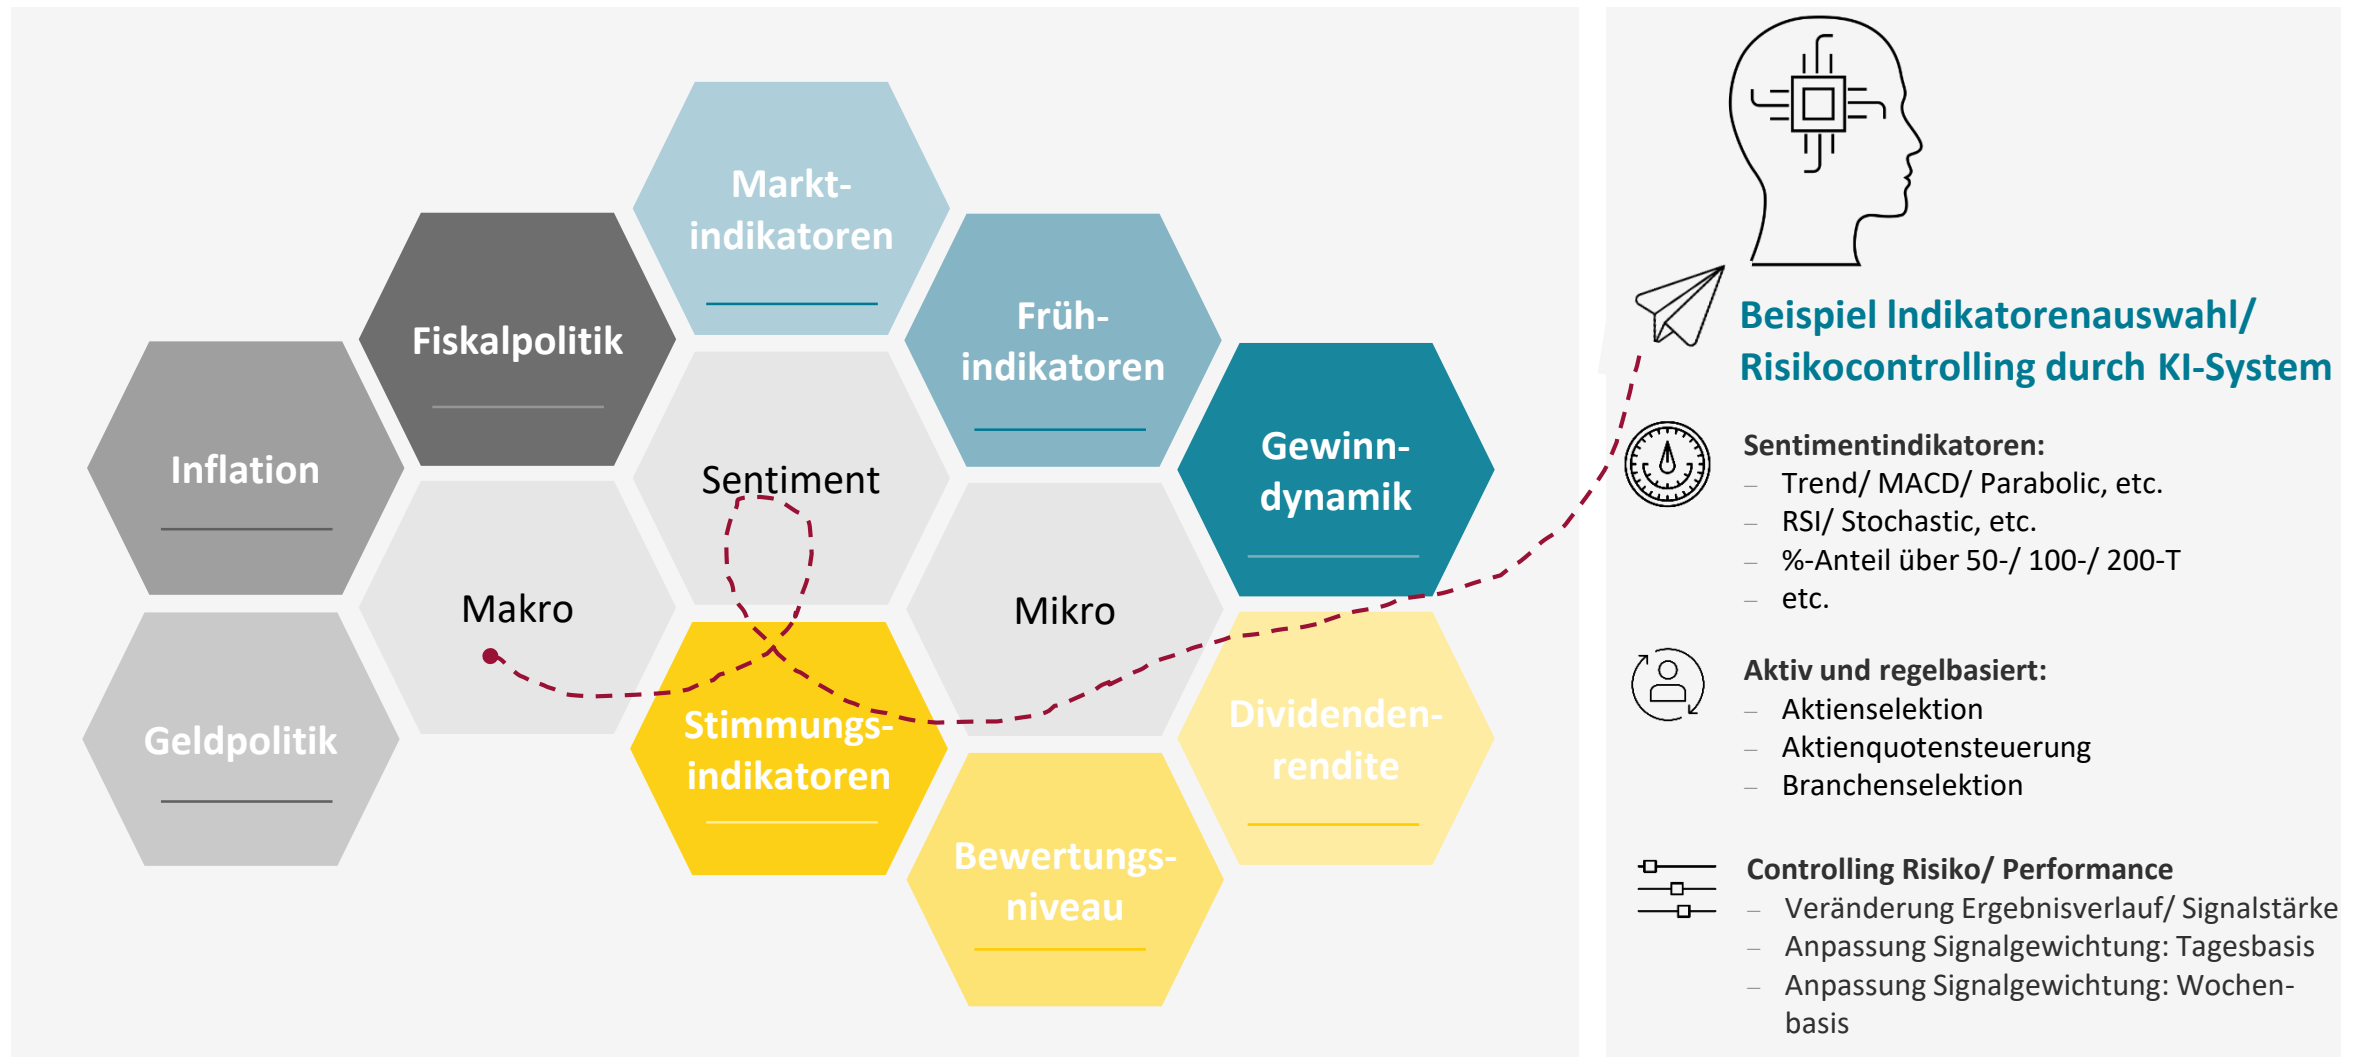 Markt-
indikatoren
Fiskalpolitik
Früh-
indikatoren
Inflation
Sentiment
Gewinn-
dynamik
Makro
Mikro
Geldpolitik
Stimmungs-
indikatoren
Dividenden-
rendite
Bewertungs-
niveau
Beispiel Indikatorenauswahl/
Risikocontrolling durch KI-System
Sentimentindikatoren:
– Trend/ MACD/ Parabolic, etc.
– RSI/ Stochastic, etc.
– %-Anteil über 50-/ 100-/ 200-T
– etc.
Aktiv und regelbasiert:
– Aktienselektion
– Aktienquotensteuerung
– Branchenselektion
Controlling Risiko/ Performance
– Veränderung Ergebnisverlauf/ Signalstärke
– Anpassung Signalgewichtung: Tagesbasis
– Anpassung Signalgewichtung: Wochen-
basis